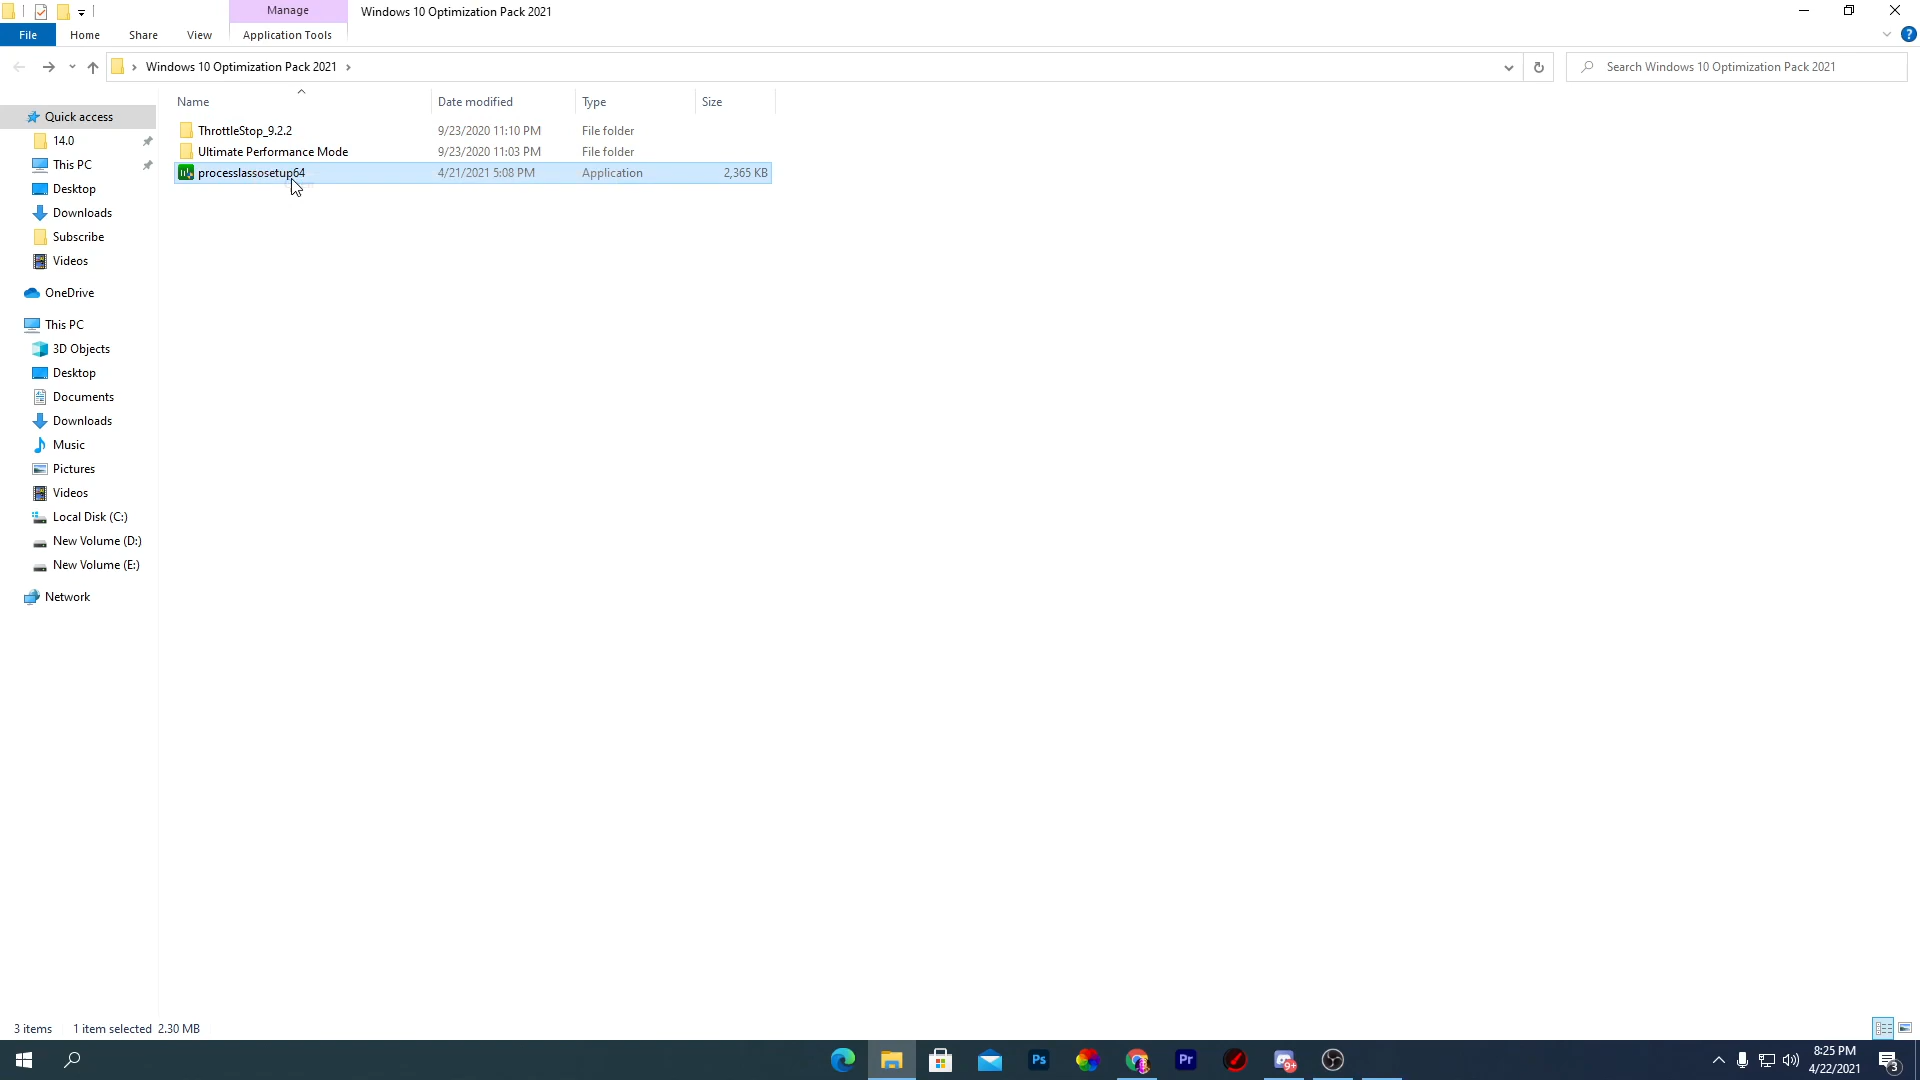 Manage
Windows 10 Optimization Pack 2021
File
Home
Share
View
Application Tools
?
Windows 10 Optimization Pack 2021
Search Windows 10 Optimization Pack 2021
Name
Date modified
Type
Size
ThrottleStop_9.2.2
9/23/2020 11:10 PM
File folder
Ultimate Performance Mode
9/23/2020 11:03 PM
File folder
processlassosetup64
4/21/2021 5:08 PM
Application
2,365 KB
Quick access
14.0
This PC
Desktop
Downloads
Subscribe
Videos
OneDrive
This PC
3D Objects
Desktop
Documents
Downloads
Music
Pictures
Videos
Local Disk (C:)
New Volume (D:)
New Volume (E:)
Network
3 items
1 item selected 2.30 MB
Ps
Pr
9+
8:25 PM
4/22/2021
3